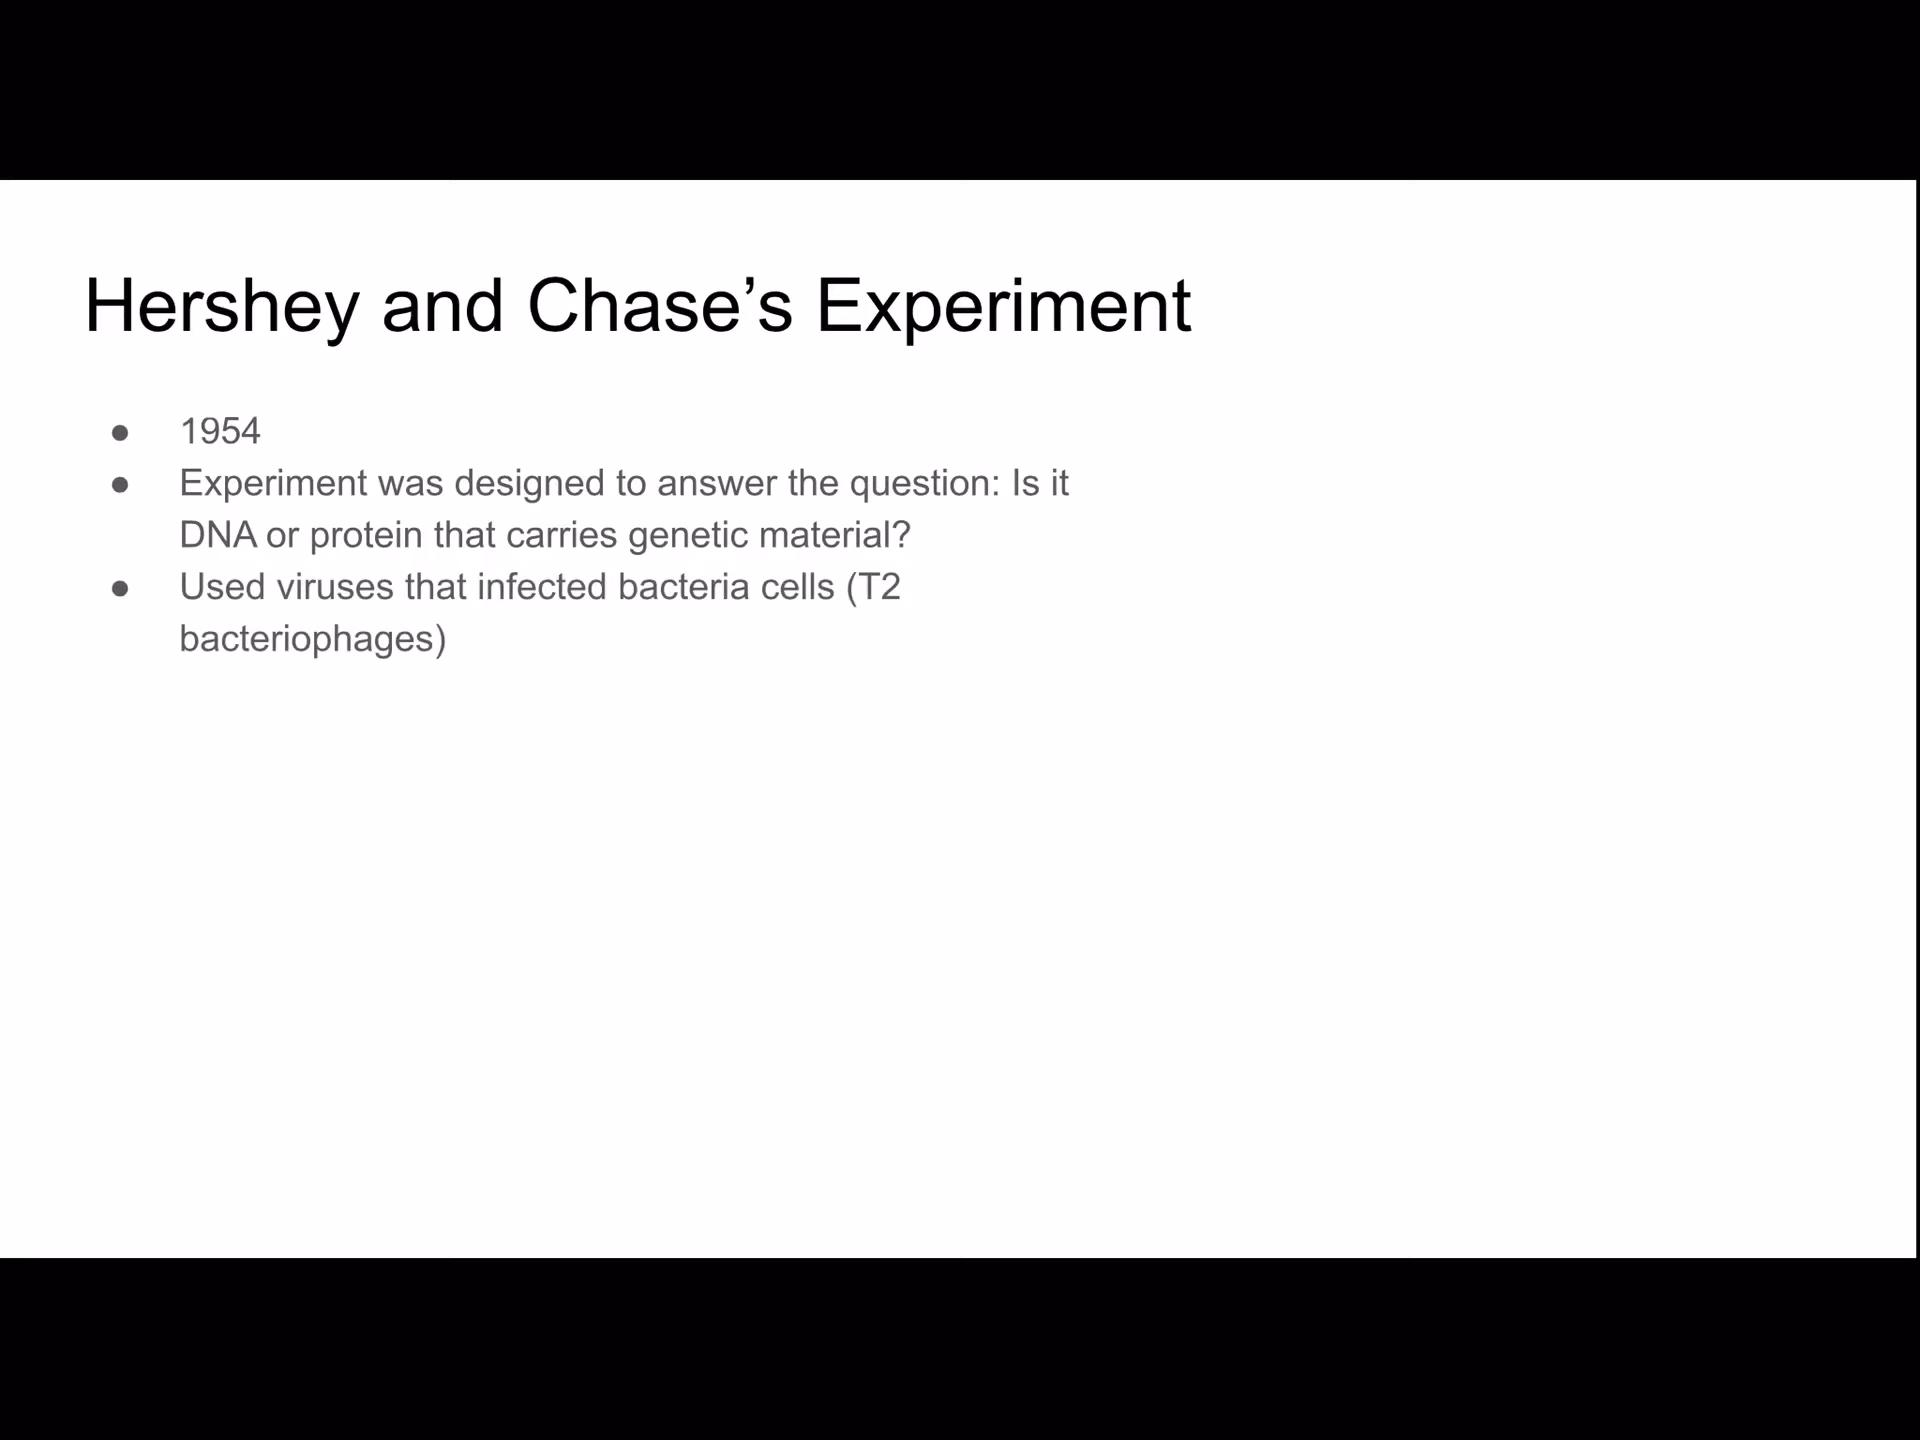 Hershey and Chase’s Experiment
● 1954
● Experiment was designed to answer the question: Is it
DNA or protein that carries genetic material?
● Used viruses that infected bacteria cells (T2
bacteriophages)